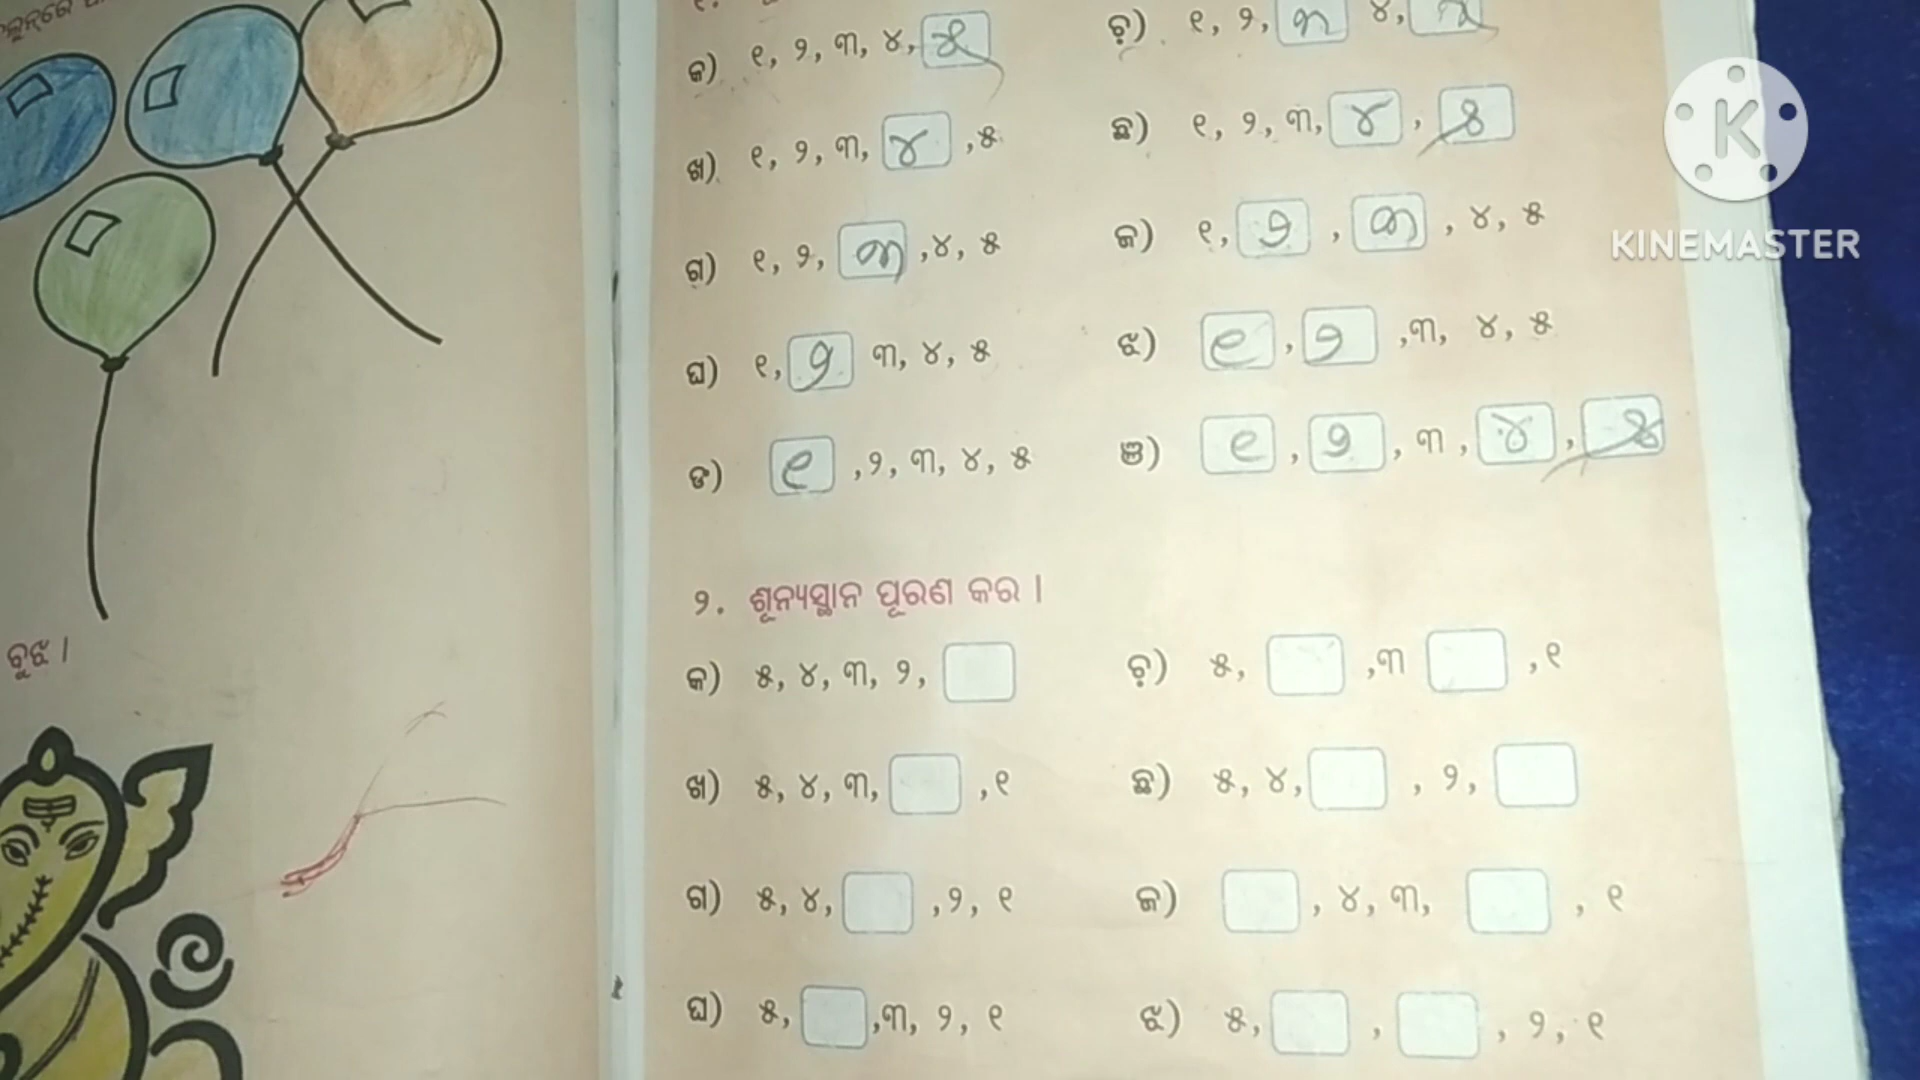 କ) ୧, ୨, ୩, ୪, ୫
ଖ) ୧, ୨, ୩, ୪, ୫
ଗ) ୧, ୨, ୩, ୪, ୫
ଘ) ୧, ୨ ୩, ୪, ୫
ଙ) ୧, ୨, ୩, ୪, ୫
ଚ) ୧, ୨, ୩ ୪,
ଛ) ୧, ୨, ୩, ୪, ୫
ଜ) ୧, ୨, ୩, ୪, ୫
ଝ) ୧, ୨, ୩, ୪, ୫
ଞ) ୧, ୨, ୩, ୪, ୫
୨. ଶୂନ୍ୟସ୍ଥାନ ପୂରଣ କର ।
କ) ୫, ୪, ୩, ୨,
ଖ) ୫, ୪, ୩, , ୧
ଗ) ୫, ୪, , ୨, ୧
ଘ) ୫, , ୩, ୨, ୧
ଚ) ୫, , ୩ , ୧
ଛ) ୫, ୪, , ୨,
ଜ) , ୪, ୩, , ୧
ଝ) ୫, , , ୨, ୧
ବୁଝ ।
KINEMASTER